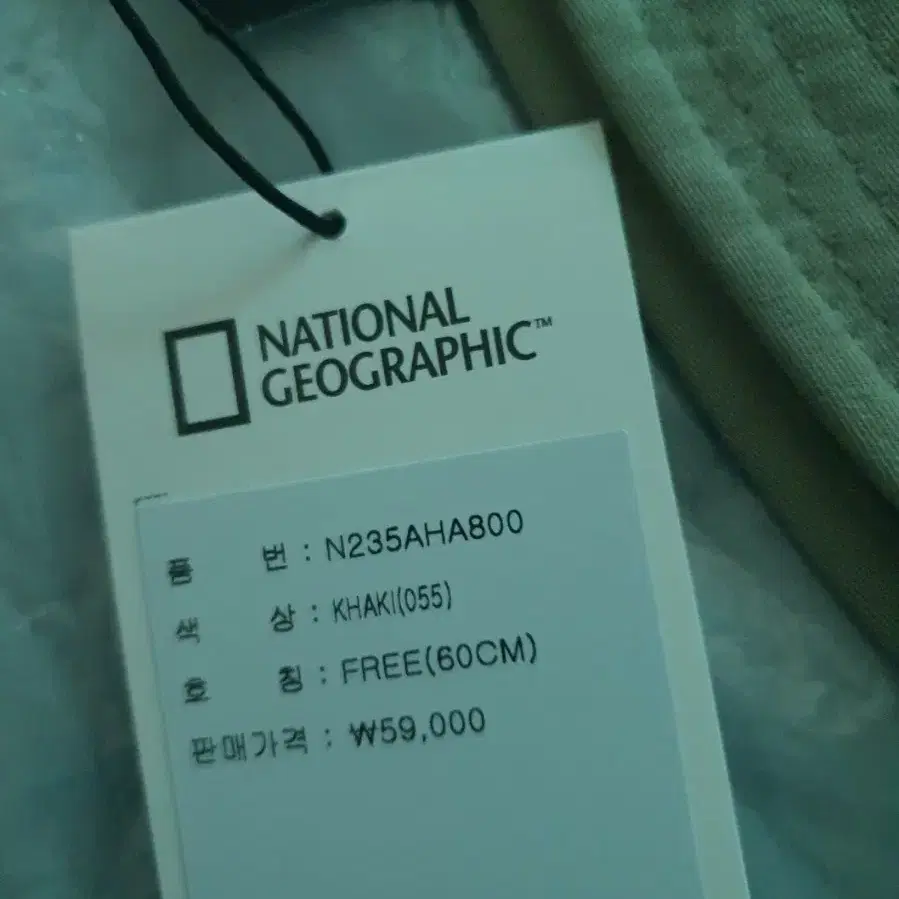 NATIONAL
GEOGRAPHIC™
품 번 : N235AHA800
색 상 : KHAKI(055)
호 칭 : FREE(60CM)
판매가격 : ₩59,000